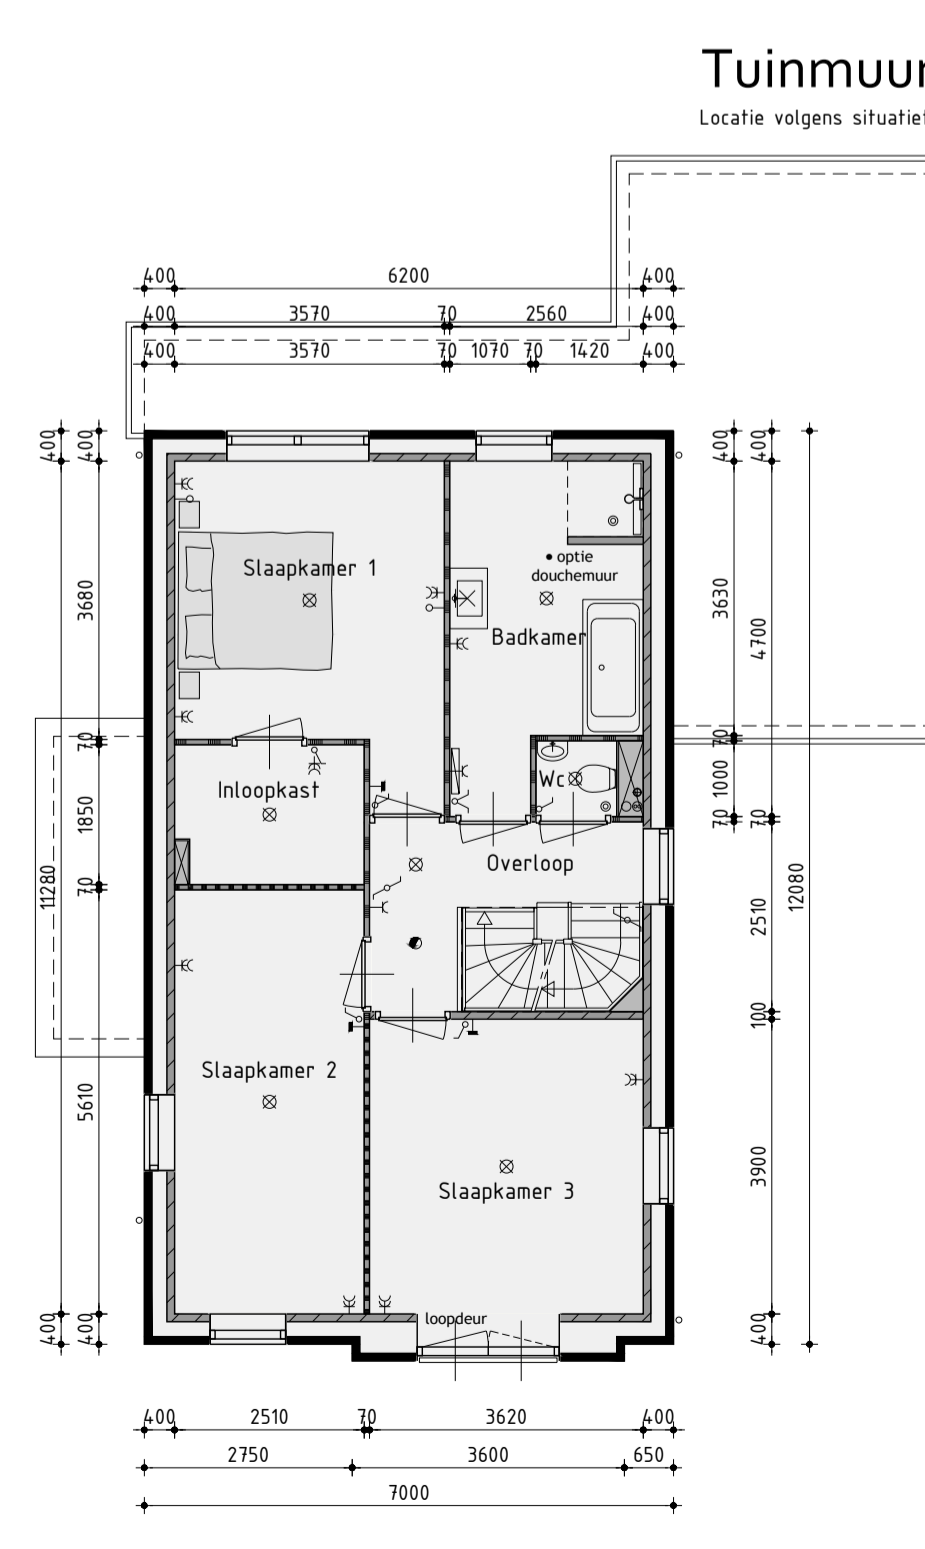 Tuinmuur
Locatie volgens situatiet
400 6200 400
400 3570 70 2560 400
400 3570 70 1070 70 1420 400
400 400 400 400
3680 3630 4700
Slaapkamer 1
• optie
douchemuur
Badkamer
70 70
Inloopkast
Wc
1850 1000
70 70
Overloop
70
11280 12080
2510
100
Slaapkamer 2
5610
3900
Slaapkamer 3
loopdeur
400 400 400
400 2510 70 3620 400
2750 3600 650
7000